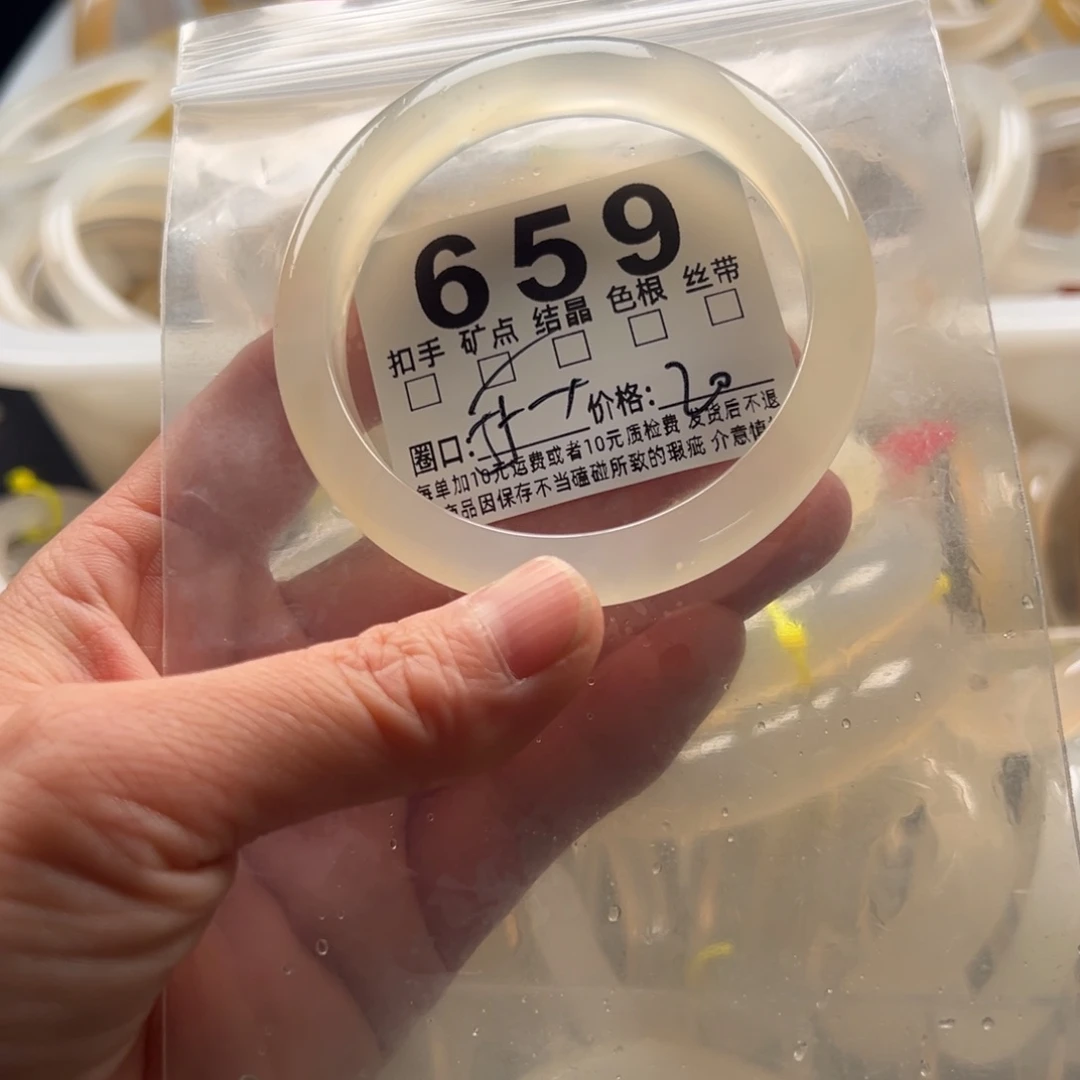 659
扣手 矿点 结晶 色根 丝带
圈口: 价格: 20
每单加10元运费或者10元质检费 发货后不退
商品因保存不当磕碰所致的瑕疵 介意慎